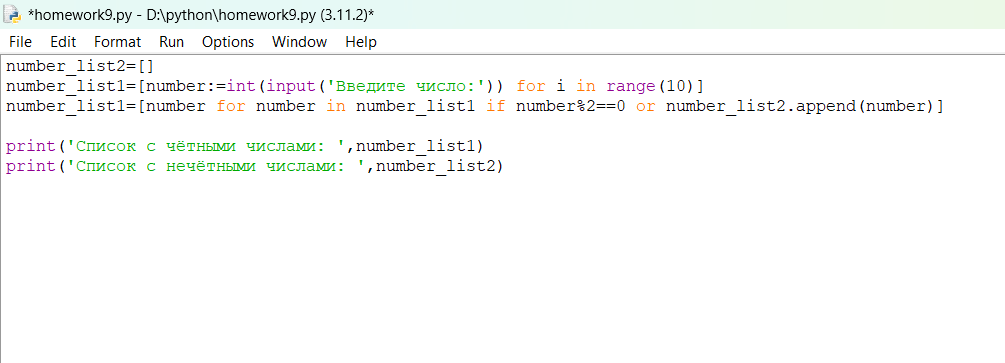 *homework9.py - D:\python\homework9.py (3.11.2)*
File Edit Format Run Options Window Help
number_list2=[]
number_list1=[number:=int(input('Введите число:')) for i in range(10)]
number_list1=[number for number in number_list1 if number%2==0 or number_list2.append(number)]
print('Список с чётными числами: ',number_list1)
print('Список с нечётными числами: ',number_list2)